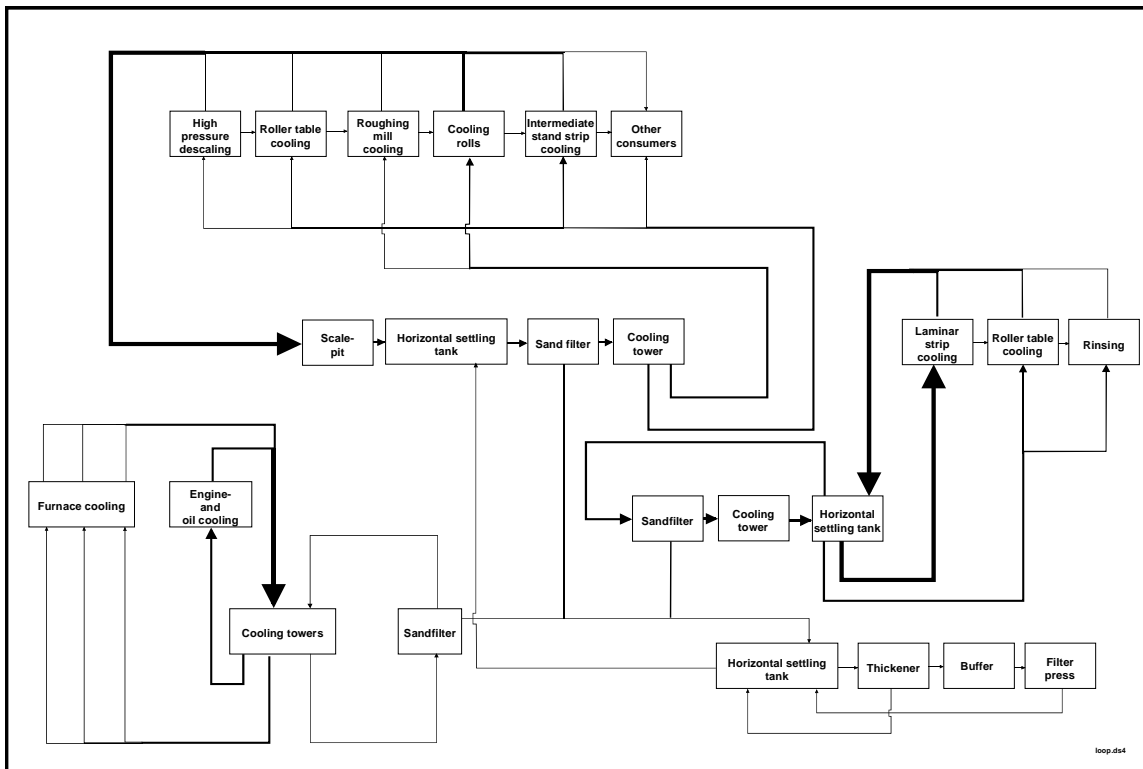 High
pressure
descaling
Roller table
cooling
Roughing
mill
cooling
Cooling
rolls
Intermediate
stand strip
cooling
Other
consumers
Scale-
pit
Horizontal settling
tank
Sand filter
Cooling
tower
Laminar
strip
cooling
Roller table
cooling
Rinsing
Furnace cooling
Engine-
and
oil cooling
Sandfilter
Cooling
tower
Horizontal
settling tank
Cooling towers
Sandfilter
Horizontal settling
tank
Thickener
Buffer
Filter
press
loop.ds4